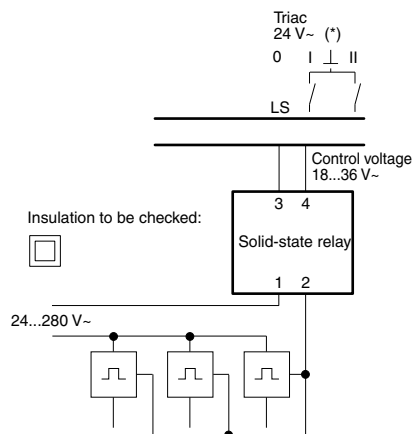 Triac
24 V~ (*)
0 I ⊥ II
LS
Control voltage
18...36 V~
3 4
Insulation to be checked:
Solid-state relay
1 2
24...280 V~